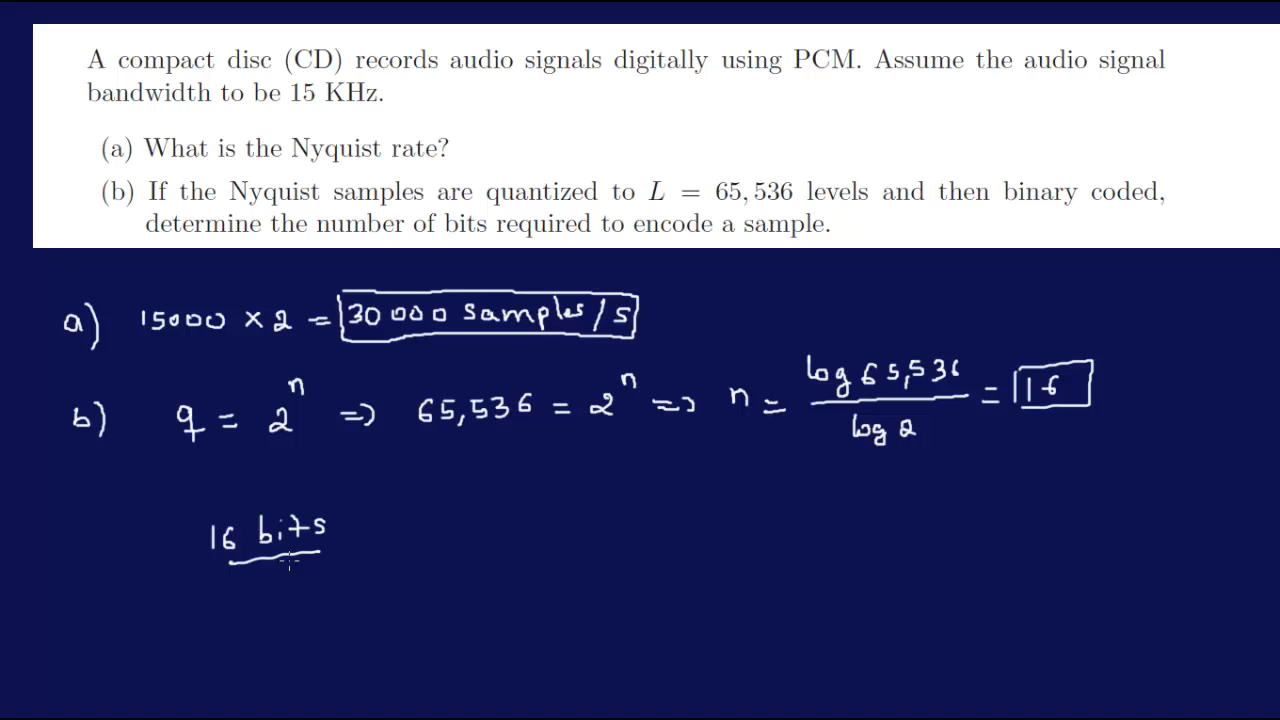 A compact disc (CD) records audio signals digitally using PCM. Assume the audio signal
bandwidth to be 15 KHz.
(a) What is the Nyquist rate?
(b) If the Nyquist samples are quantized to L = 65,536 levels and then binary coded,
determine the number of bits required to encode a sample.
a) 15000 × 2 = 30000 samples/s
b) q = 2^n => 65,536 = 2^n => n = log 65,536 / log 2 = 16
16 bits